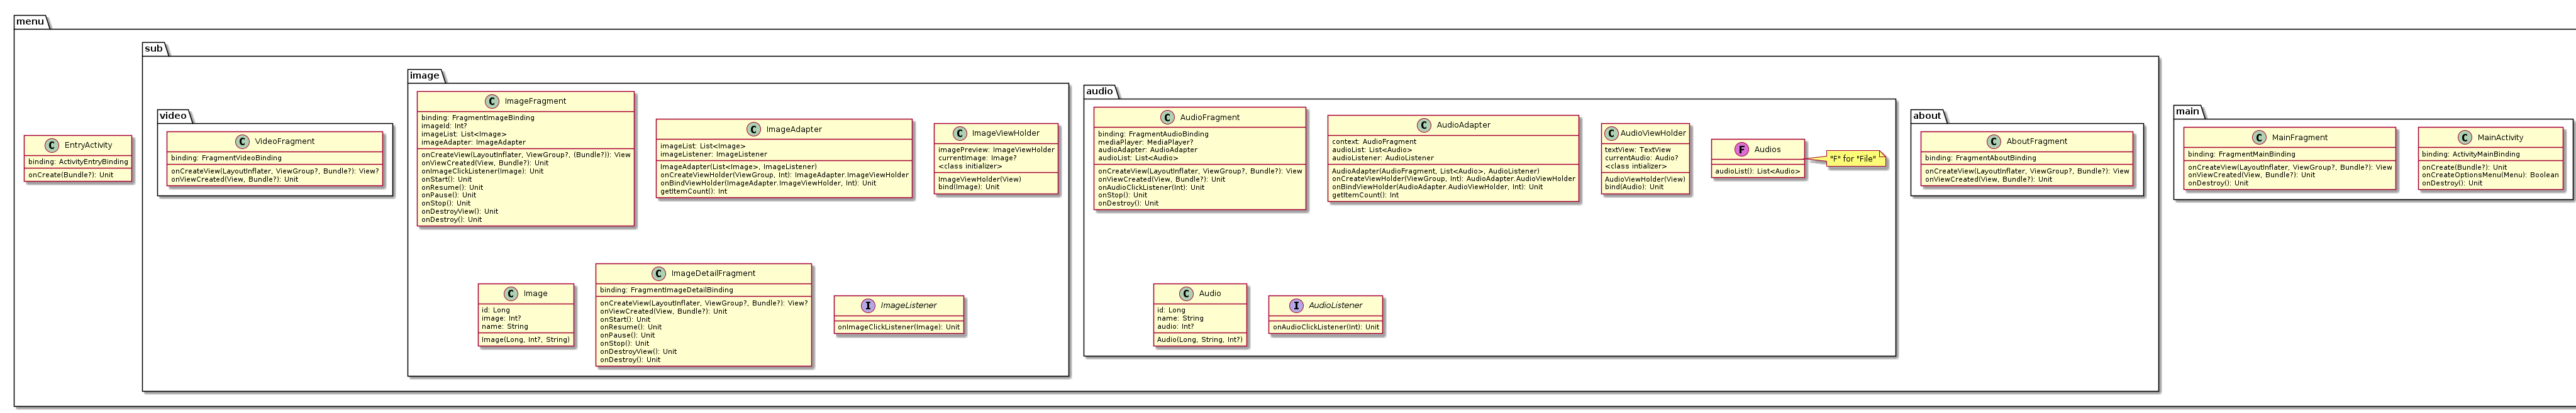 menu
EntryActivity
binding: ActivityEntryBinding
onCreate(Bundle?): Unit
sub
video
VideoFragment
binding: FragmentVideoBinding
onCreateView(LayoutInflater, ViewGroup?, Bundle?): View?
onViewCreated(View, Bundle?): Unit
image
ImageFragment
binding: FragmentImageBinding
imageId: Int?
imageList: List<Image>
imageAdapter: ImageAdapter
onCreateView(LayoutInflater, ViewGroup?, (Bundle?)): View
onViewCreated(View, Bundle?): Unit
onImageClickListener(Image): Unit
onStart(): Unit
onResume(): Unit
onPause(): Unit
onStop(): Unit
onDestroyView(): Unit
onDestroy(): Unit
ImageAdapter
imageList: List<Image>
imageListener: ImageListener
ImageAdapter(List<Image>, ImageListener)
onCreateViewHolder(ViewGroup, Int): ImageAdapter.ImageViewHolder
onBindViewHolder(ImageAdapter.ImageViewHolder, Int): Unit
getItemCount(): Int
ImageViewHolder
imagePreview: ImageViewHolder
currentImage: Image?
<class initializer>
ImageViewHolder(View)
bind(Image): Unit
Image
id: Long
image: Int?
name: String
Image(Long, Int?, String)
ImageDetailFragment
binding: FragmentImageDetailBinding
onCreateView(LayoutInflater, ViewGroup?, Bundle?): View?
onViewCreated(View, Bundle?): Unit
onStart(): Unit
onResume(): Unit
onPause(): Unit
onStop(): Unit
onDestroyView(): Unit
onDestroy(): Unit
ImageListener
onImageClickListener(Image): Unit
audio
AudioFragment
binding: FragmentAudioBinding
mediaPlayer: MediaPlayer?
audioAdapter: AudioAdapter
audioList: List<Audio>
onCreateView(LayoutInflater, ViewGroup?, Bundle?): View
onViewCreated(View, Bundle?): Unit
onAudioClickListener(Int): Unit
onStop(): Unit
onDestroy(): Unit
AudioAdapter
context: AudioFragment
audioList: List<Audio>
audioListener: AudioListener
AudioAdapter(AudioFragment, List<Audio>, AudioListener)
onCreateViewHolder(ViewGroup, Int): AudioAdapter.AudioViewHolder
onBindViewHolder(AudioAdapter.AudioViewHolder, Int): Unit
getItemCount(): Int
AudioViewHolder
textView: TextView
currentAudio: Audio?
<class intializer>
AudioViewHolder(View)
bind(Audio): Unit
Audios
audioList(): List<Audio>
"F" for "File"
Audio
id: Long
name: String
audio: Int?
Audio(Long, String, Int?)
AudioListener
onAudioClickListener(Int): Unit
about
AboutFragment
binding: FragmentAboutBinding
onCreateView(LayoutInflater, ViewGroup?, Bundle?): View?
onViewCreated(View, Bundle?): Unit
main
MainFragment
binding: FragmentMainBinding
onCreateView(LayoutInflater, ViewGroup?, Bundle?): View
onViewCreated(View, Bundle?): Unit
onDestroy(): Unit
MainActivity
binding: ActivityMainBinding
onCreate(Bundle?): Unit
onCreateOptionsMenu(Menu): Boolean
onDestroy(): Unit